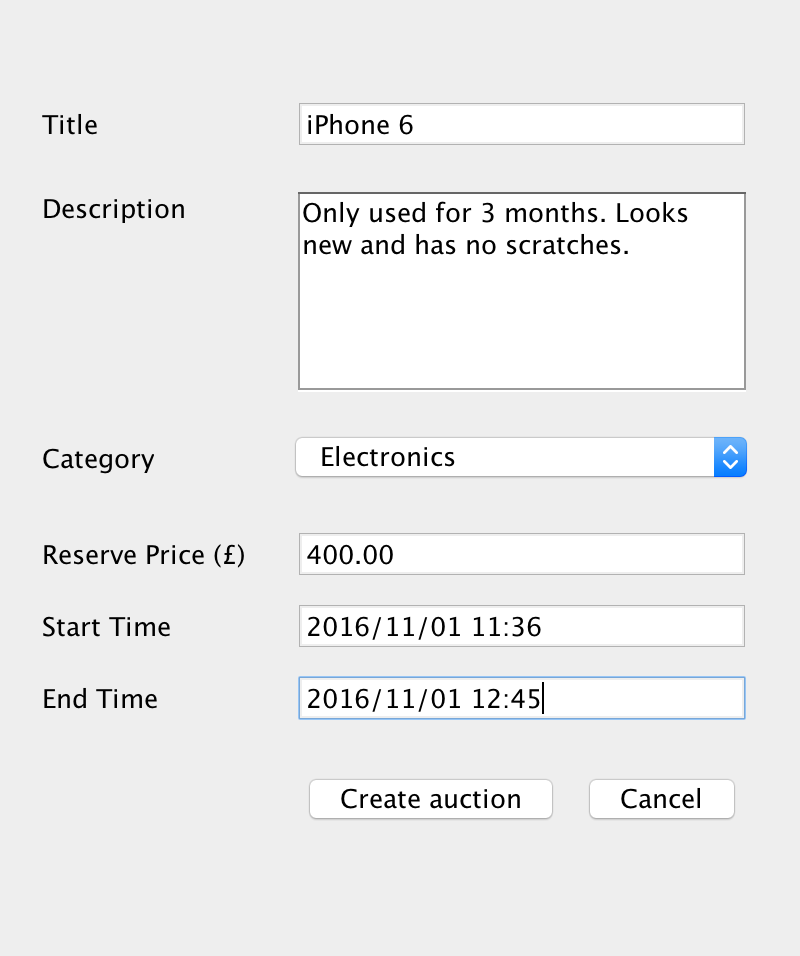 Title
iPhone 6
Description
Only used for 3 months. Looks
new and has no scratches.
Category
Electronics
Reserve Price (£)
400.00
Start Time
2016/11/01 11:36
End Time
2016/11/01 12:45
Create auction
Cancel